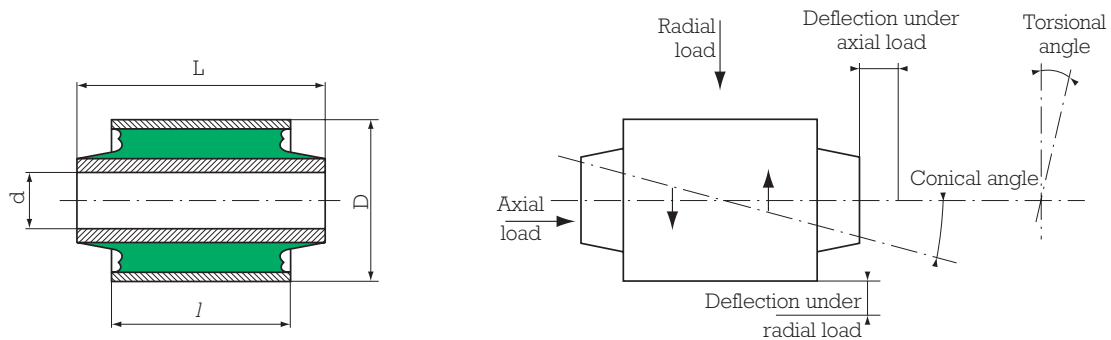 L
d
D
l
Radial
load
Deflection under
axial load
Torsional
angle
Axial
load
Conical angle
Deflection under
radial load